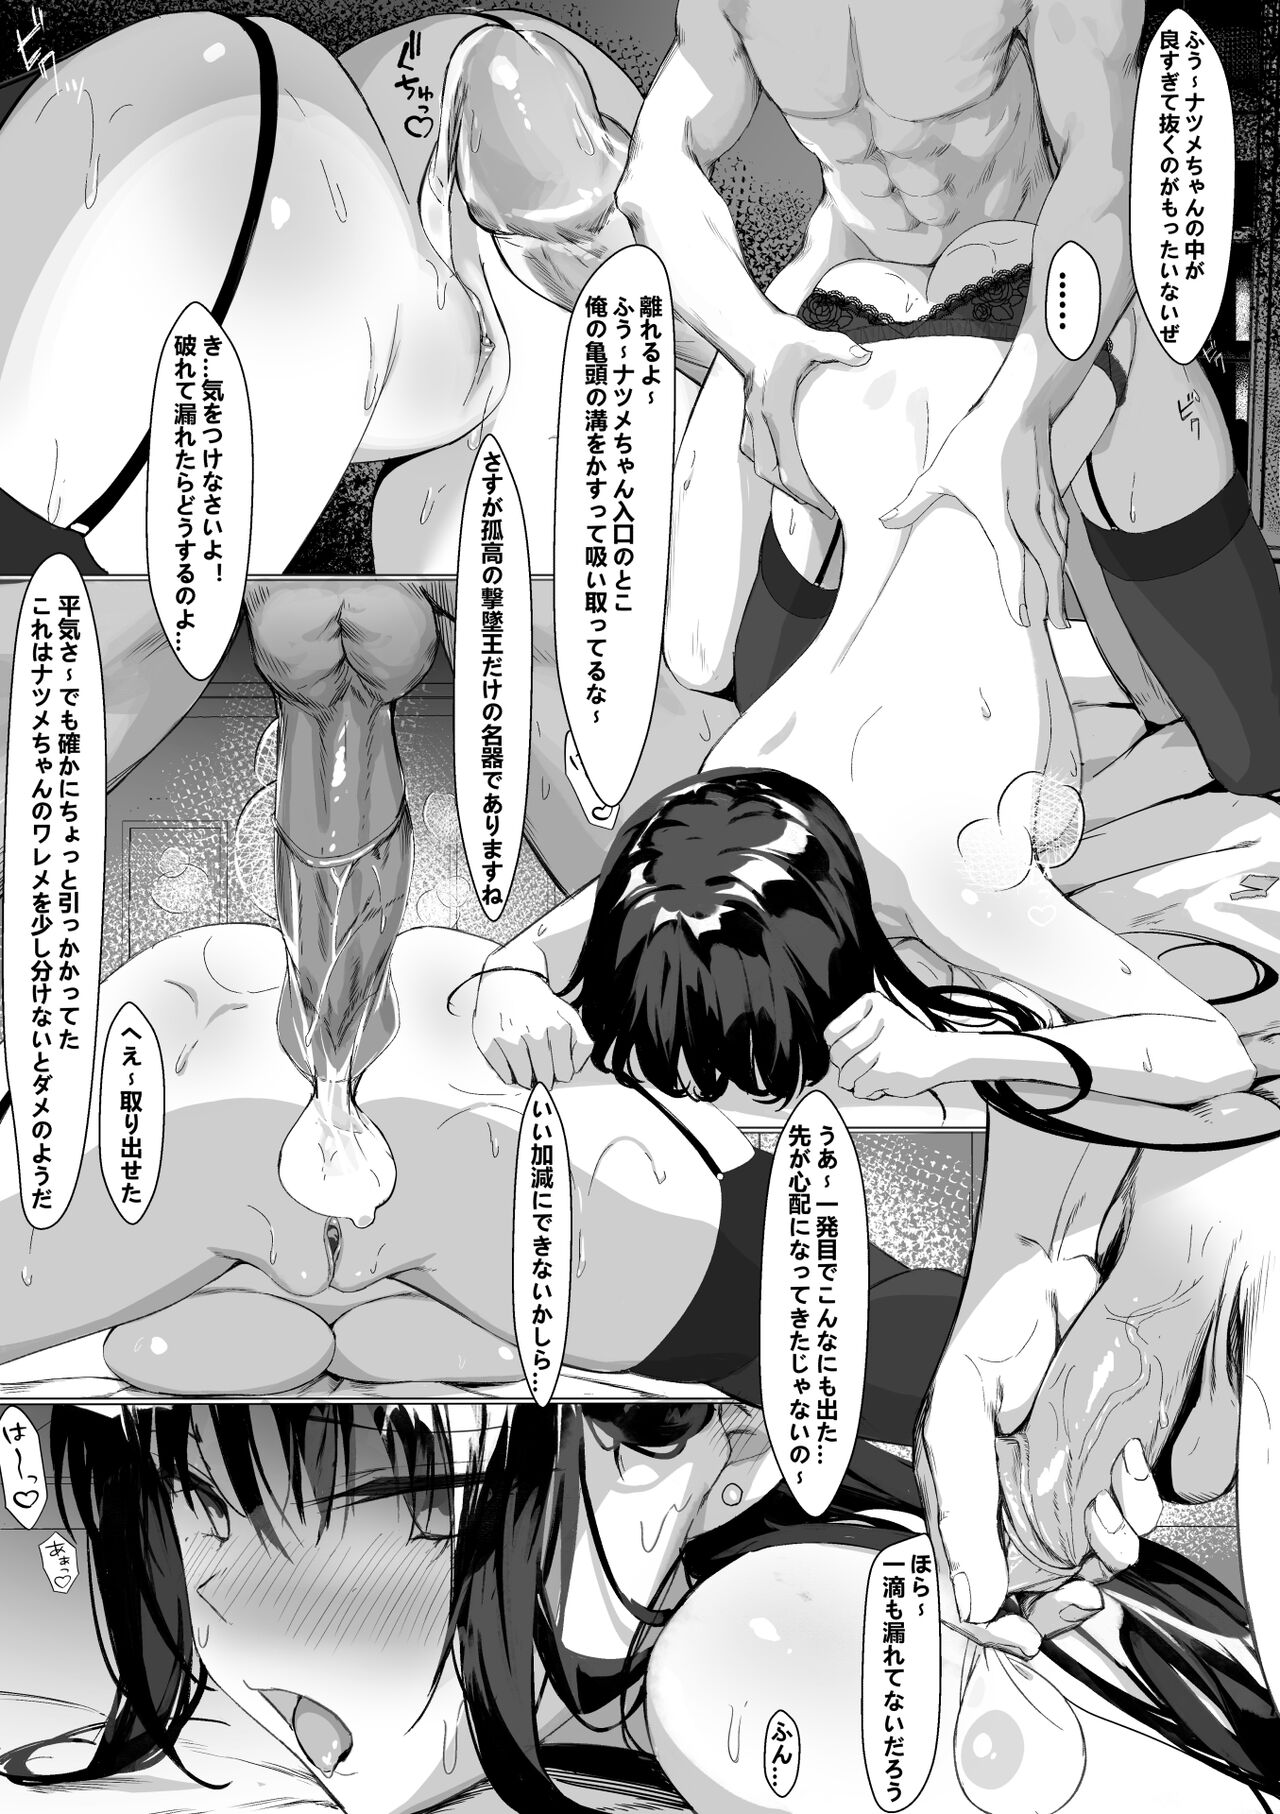 ふぅ～ナツメちゃんの中が
良すぎて抜くのがもったいないぜ
……
離れるよ～
ふぅ～ナツメちゃん入口のとこ
俺の亀頭の溝をかすって吸い取ってるな～
さすが孤高の撃墜王だけの名器でありますね
き…気をつけなさいよ！
破れて漏れたらどうするのよ…
平気さ～でも確かにちょっと引っかかってた
これはナツメちゃんのワレメを少し分けないとダメのようだ
へぇ～取り出せた
いい加減にできないかしら…
うあ～一発目でこんなにも出た…
先が心配になってきたじゃないの～
ほら～
一滴も漏れてないだろう
ふん…
は～っ♡
あぁっ♡
ぐちゅっ♡
ビクッ
ビク